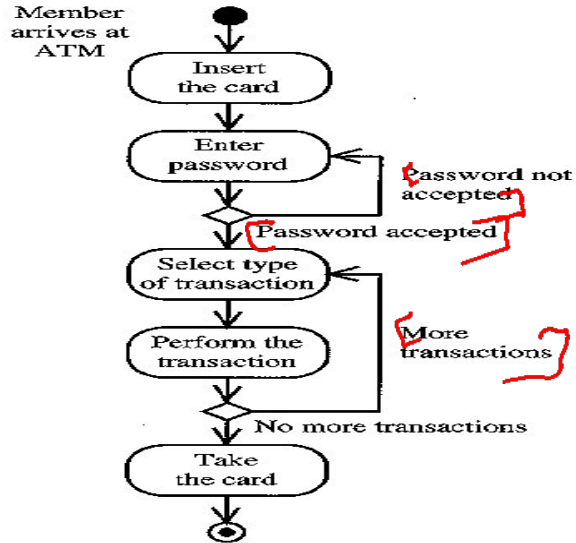 Member
arrives at
ATM
Insert
the card
Enter
password
[Password not
accepted]
[Password accepted]
Select type
of transaction
Perform the
transaction
[More
transactions]
No more transactions
Take
the card